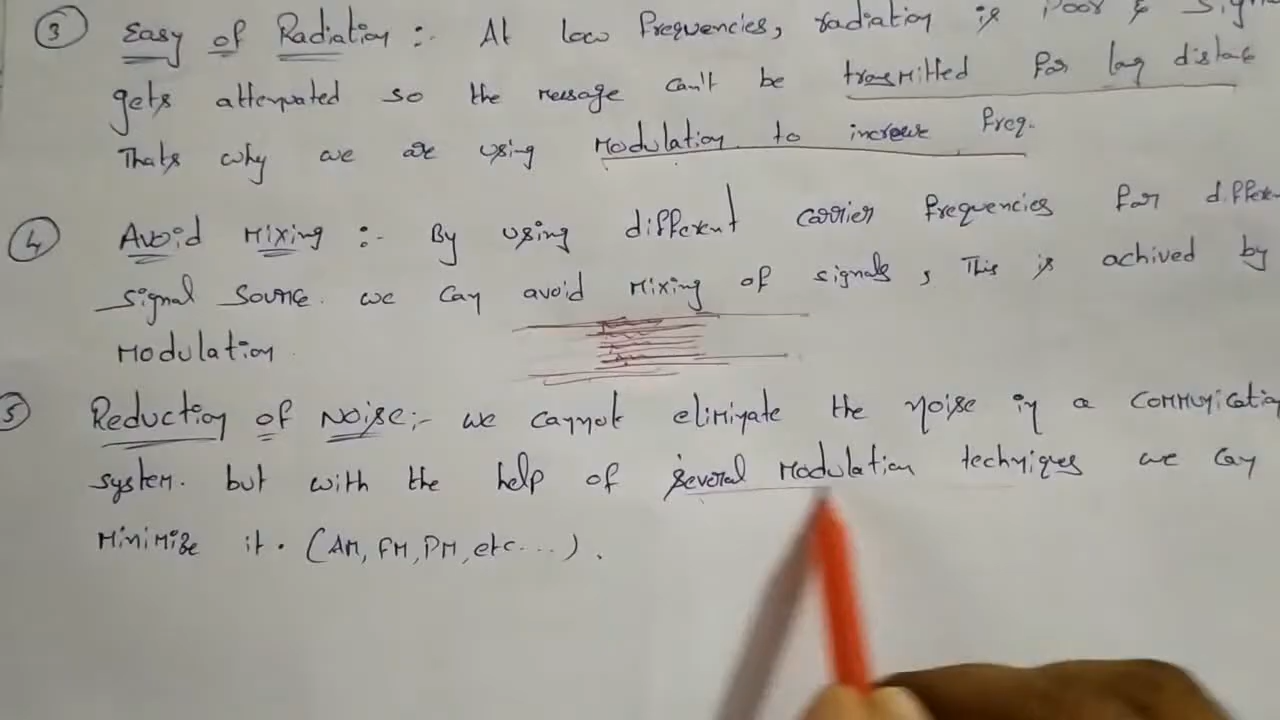 ③ Easy of Radiation :- At low frequencies, radiation is Poor & Sign
gets attenuated so the message can't be transmitted for long distance
Thats why we are using Modulation to increase freq.
④ Avoid Mixing :- By using different carrier frequencies for differen
Signal Source. we can avoid mixing of signals, This is achived by
Modulation.
5 Reduction of Noise:- we cannot eliminate the noise in a communication
system. but with the help of several modulation techniques we can
Minimise it. (AM, FM, PM, etc...).